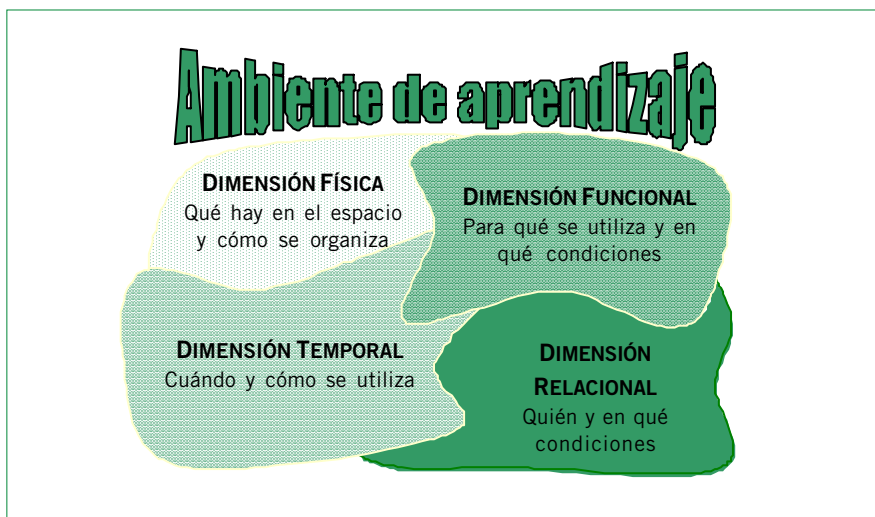 Ambiente de aprendizaje
DIMENSIÓN FÍSICA
Qué hay en el espacio
y cómo se organiza
DIMENSIÓN FUNCIONAL
Para qué se utiliza y en
qué condiciones
DIMENSIÓN TEMPORAL
Cuándo y cómo se utiliza
DIMENSIÓN
RELACIONAL
Quién y en qué
condiciones